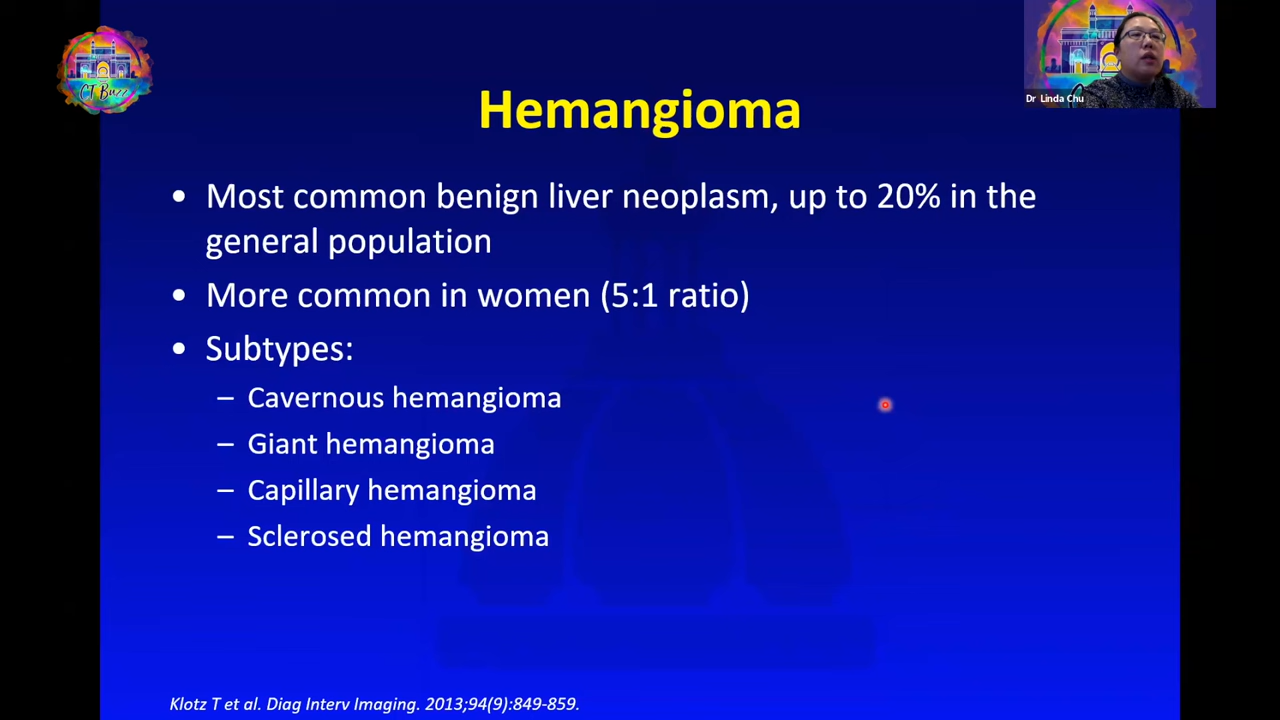 CT Buzz
Dr Linda Chu
Hemangioma
• Most common benign liver neoplasm, up to 20% in the
general population
• More common in women (5:1 ratio)
• Subtypes:
– Cavernous hemangioma
– Giant hemangioma
– Capillary hemangioma
– Sclerosed hemangioma
Klotz T et al. Diag Interv Imaging. 2013;94(9):849-859.